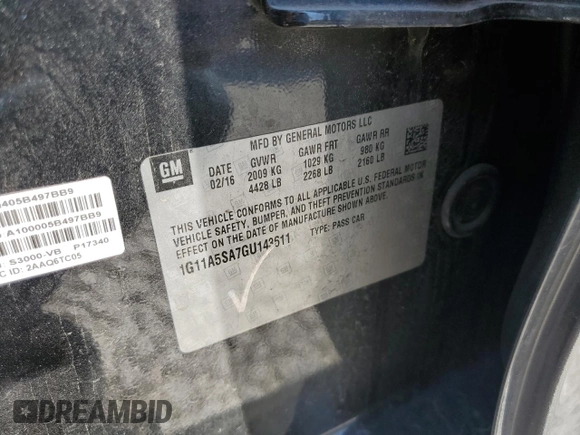 MFD BY GENERAL MOTORS LLC
GM
DATE GVWR GAWR FRT GAWR RR
02/16 2009 KG 1029 KG 980 KG
4428 LB 2268 LB 2160 LB
THIS VEHICLE CONFORMS TO ALL APPLICABLE U.S. FEDERAL MOTOR
VEHICLE SAFETY, BUMPER, AND THEFT PREVENTION STANDARDS IN
EFFECT ON THE DATE OF MANUFACTURE SHOWN ABOVE.
1G11A5SA7GU143611 TYPE: PASS CAR
405B497BB9
A100005B497BB9
S3000-VB P17340
C ID: 2AAQ6TC05
DREAMBID